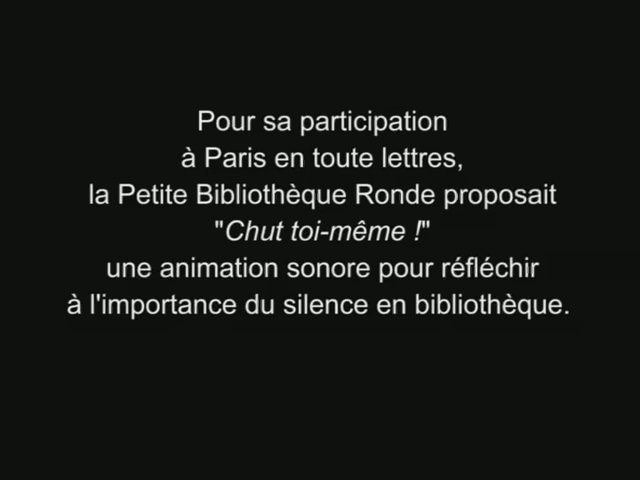 Pour sa participation
à Paris en toute lettres,
la Petite Bibliothèque Ronde proposait
"Chut toi-même !"
une animation sonore pour réfléchir
à l'importance du silence en bibliothèque.